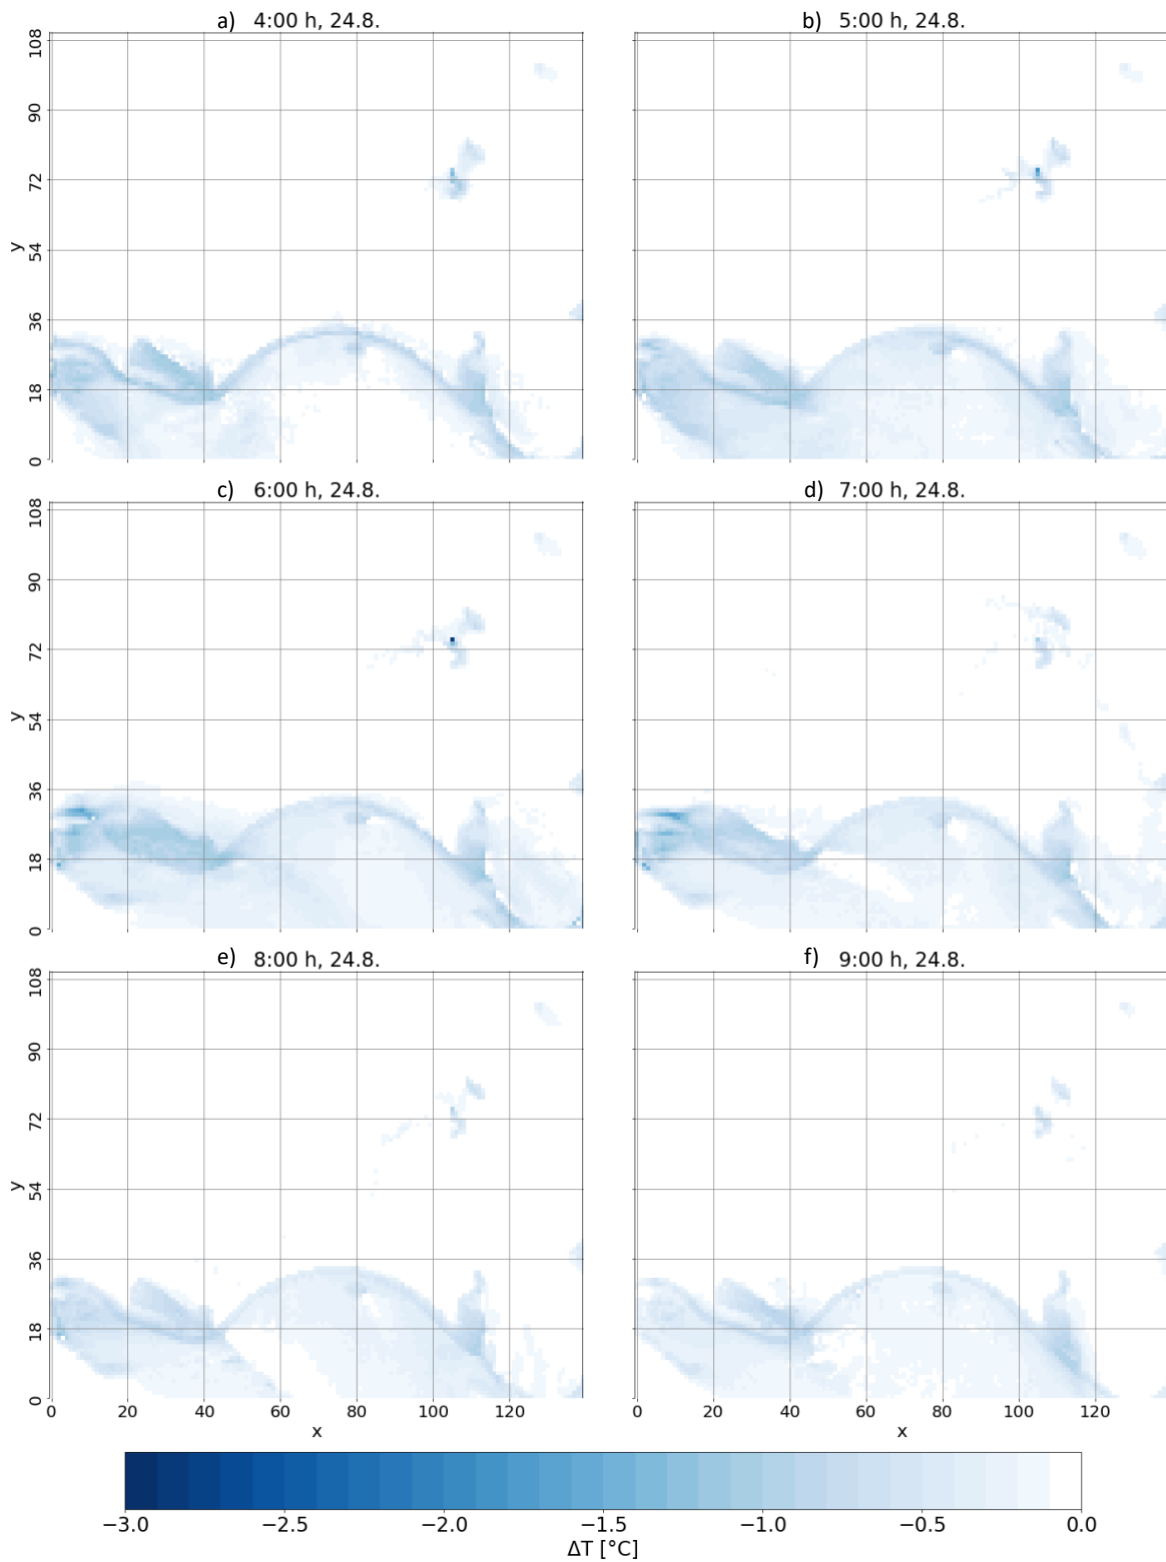 a) 4:00 h, 24.8.
b) 5:00 h, 24.8.
108
90
72
y
54
36
18
0
c) 6:00 h, 24.8.
d) 7:00 h, 24.8.
108
90
72
y
54
36
18
0
e) 8:00 h, 24.8.
f) 9:00 h, 24.8.
108
90
72
y
54
36
18
0
0 20 40 60 80 100 120
x
0 20 40 60 80 100 120
x
−3.0 −2.5 −2.0 −1.5 −1.0 −0.5 0.0
ΔT [°C]